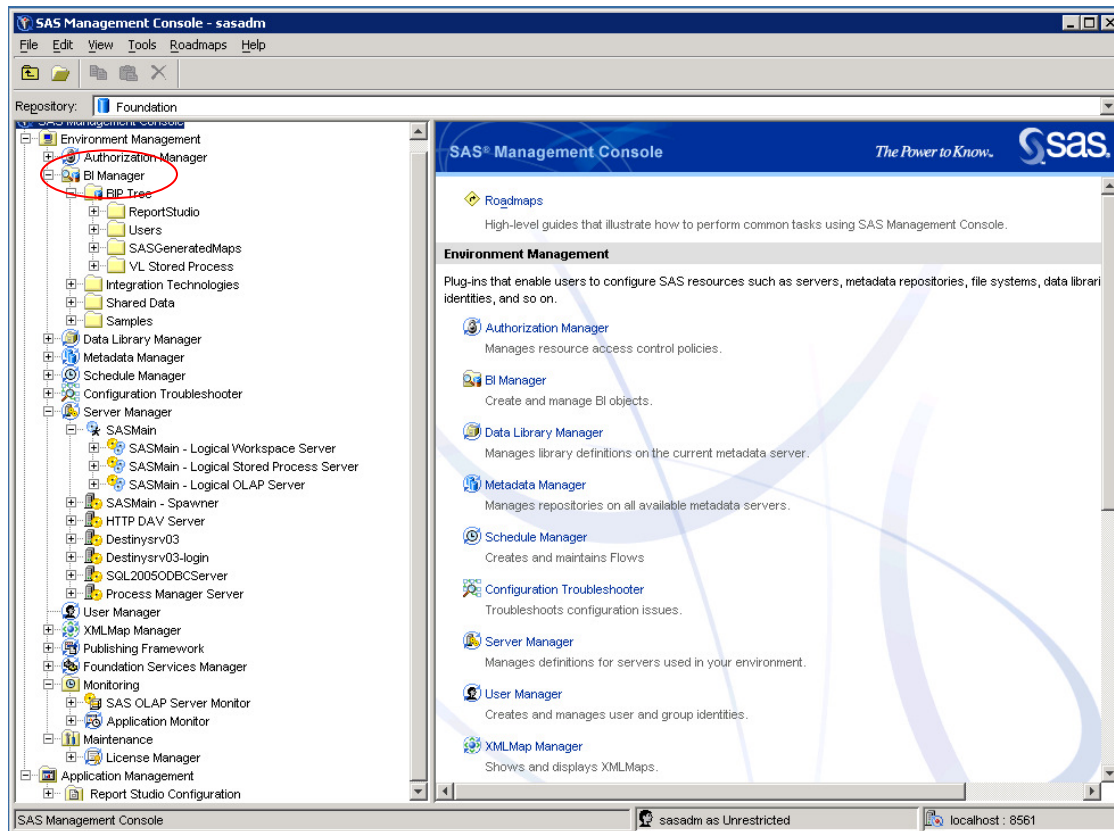 SAS Management Console - sasadm
File Edit View Tools Roadmaps Help
Repository: Foundation
SAS Management Console
Environment Management
Authorization Manager
BI Manager
BIP Tree
ReportStudio
Users
SASGeneratedMaps
VL Stored Process
Integration Technologies
Shared Data
Samples
Data Library Manager
Metadata Manager
Schedule Manager
Configuration Troubleshooter
Server Manager
SASMain
SASMain - Logical Workspace Server
SASMain - Logical Stored Process Server
SASMain - Logical OLAP Server
SASMain - Spawner
HTTP DAV Server
Destinysrv03
Destinysrv03-login
SQL2005ODBCServer
Process Manager Server
User Manager
XMLMap Manager
Publishing Framework
Foundation Services Manager
Monitoring
SAS OLAP Server Monitor
Application Monitor
Maintenance
License Manager
Application Management
Report Studio Configuration
SAS® Management Console The Power to Know. sas.
Roadmaps
High-level guides that illustrate how to perform common tasks using SAS Management Console.
Environment Management
Plug-ins that enable users to configure SAS resources such as servers, metadata repositories, file systems, data librari
identities, and so on.
Authorization Manager
Manages resource access control policies.
BI Manager
Create and manage BI objects.
Data Library Manager
Manages library definitions on the current metadata server.
Metadata Manager
Manages repositories on all available metadata servers.
Schedule Manager
Creates and maintains Flows
Configuration Troubleshooter
Troubleshoots configuration issues.
Server Manager
Manages definitions for servers used in your environment.
User Manager
Creates and manages user and group identities.
XMLMap Manager
Shows and displays XMLMaps.
SAS Management Console sasadm as Unrestricted localhost : 8561